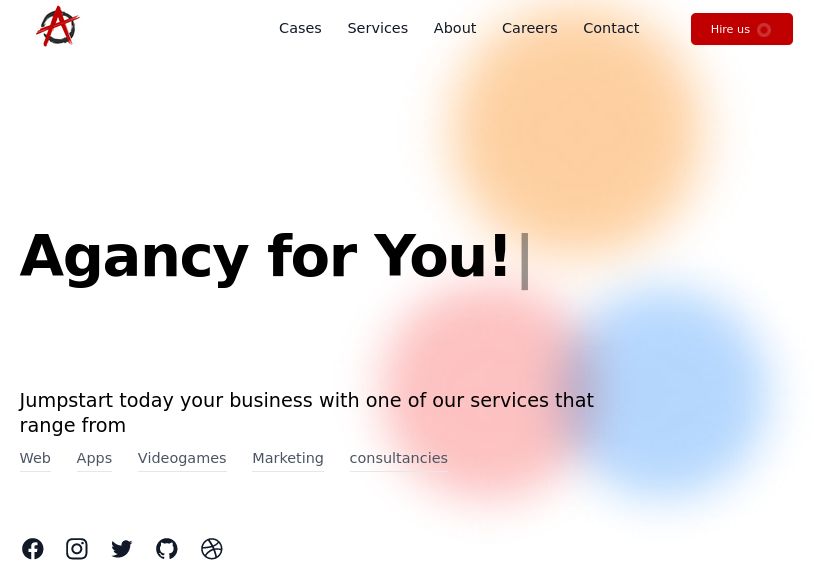 Cases Services About Careers Contact Hire us
Agancy for You!
Jumpstart today your business with one of our services that
range from
Web Apps Videogames Marketing consultancies